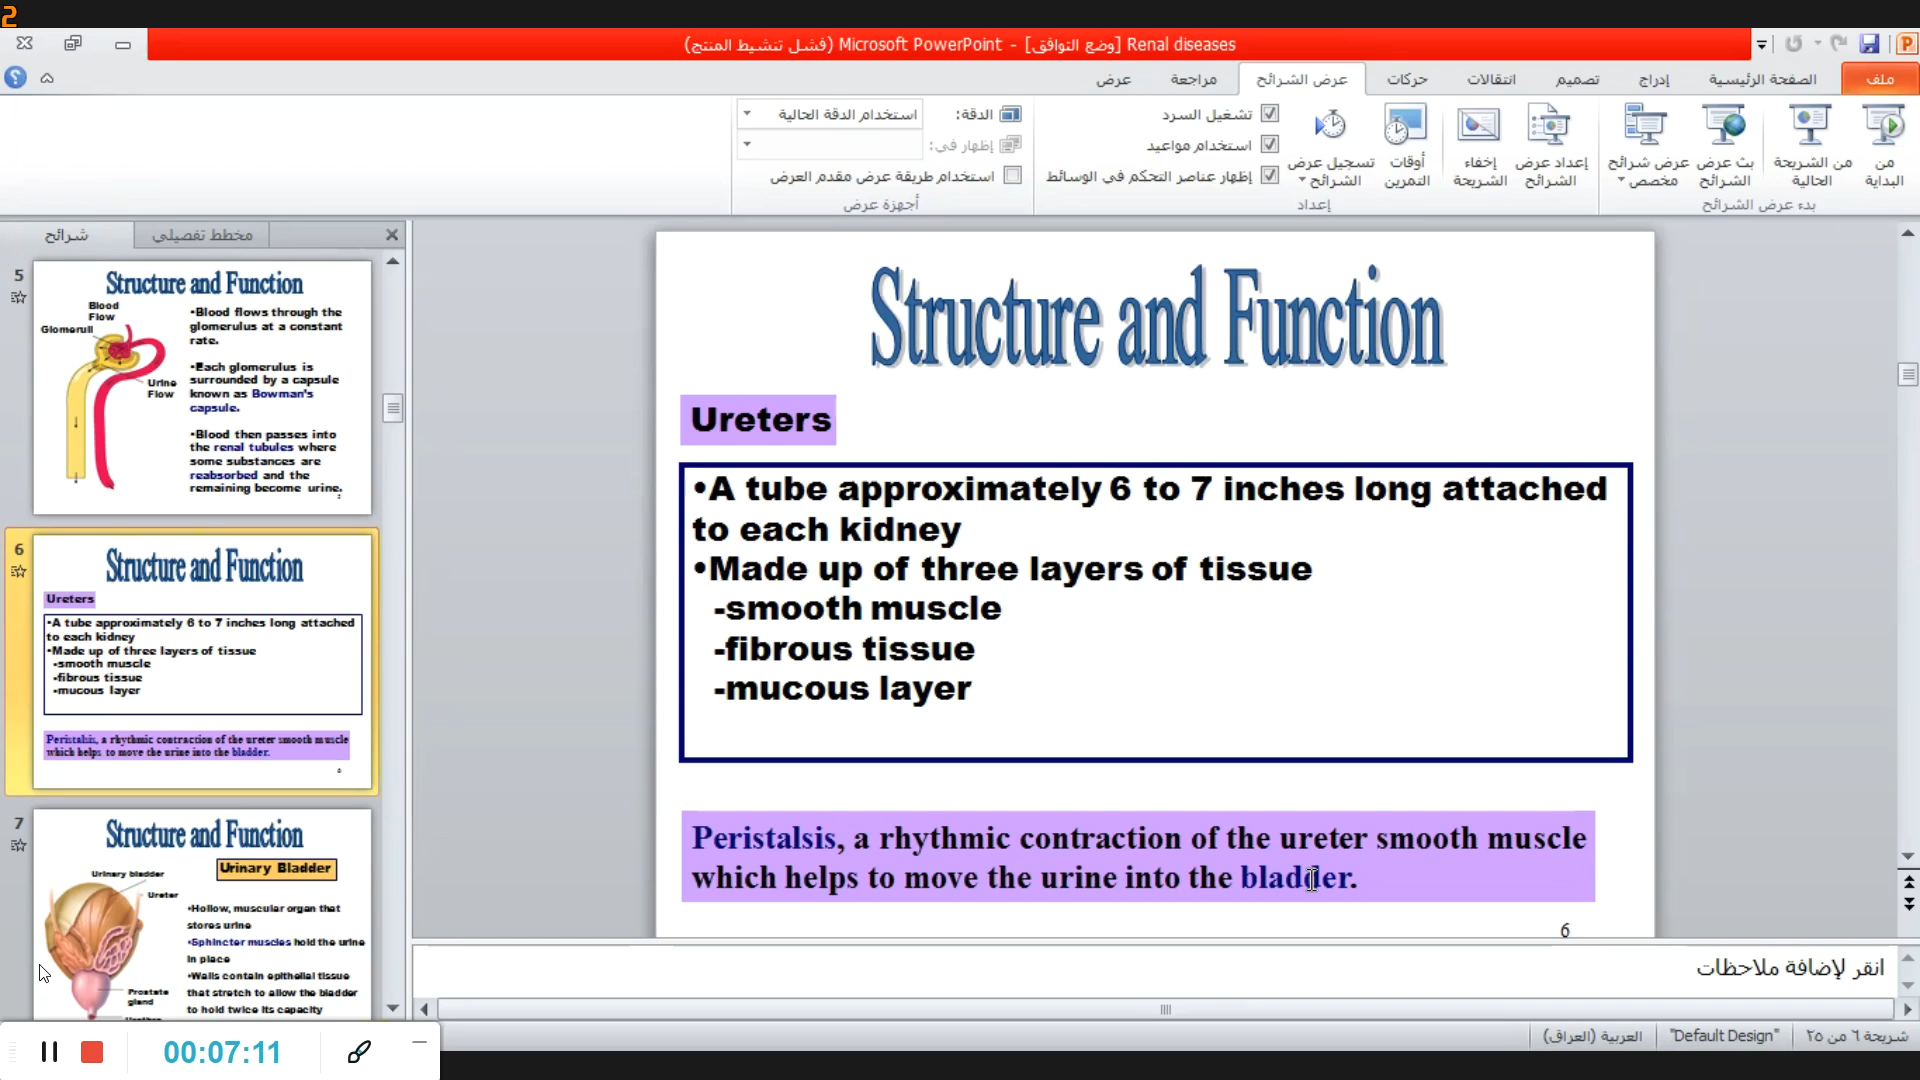 2
Renal diseases [وضع التوافق] - Microsoft PowerPoint (فشل تنشيط المنتج)
ملف
الصفحة الرئيسية
إدراج
تصميم
انتقالات
حركات
عرض الشرائح
مراجعة
عرض
من البداية
من الشريحة الحالية
بث عرض الشرائح
عرض شرائح مخصص
بدء عرض الشرائح
إعداد عرض الشرائح
إخفاء الشريحة
أوقات التمرين
تسجيل عرض الشرائح
تشغيل السرد
استخدام مواعيد
إظهار عناصر التحكم في الوسائط
إعداد
الدقة:
استخدام الدقة الحالية
إظهار في:
استخدام طريقة عرض مقدم العرض
أجهزة عرض
شرائح
مخطط تفصيلي
5
Structure and Function
Blood
Flow
Glomeruli
Urine
Flow
•Blood flows through the
glomerulus at a constant
rate.
•Each glomerulus is
surrounded by a capsule
known as Bowman's
capsule.
•Blood then passes into
the renal tubules where
some substances are
reabsorbed and the
remaining become urine.
6
Structure and Function
Ureters
•A tube approximately 6 to 7 inches long attached
to each kidney
•Made up of three layers of tissue
-smooth muscle
-fibrous tissue
-mucous layer
Peristalsis, a rhythmic contraction of the ureter smooth muscle
which helps to move the urine into the bladder.
7
Structure and Function
Urinary Bladder
Urinary bladder
Ureter
Prostate
gland
Urethra
•Hollow, muscular organ that
stores urine
•Sphincter muscles hold the urine
in place
•Walls contain epithelial tissue
that stretch to allow the bladder
to hold twice its capacity
Structure and Function
Ureters
•A tube approximately 6 to 7 inches long attached
to each kidney
•Made up of three layers of tissue
-smooth muscle
-fibrous tissue
-mucous layer
Peristalsis, a rhythmic contraction of the ureter smooth muscle
which helps to move the urine into the bladder.
6
انقر لإضافة ملاحظات
شريحة ٦ من ٢٥
"Default Design"
العربية (العراق)
00:07:11